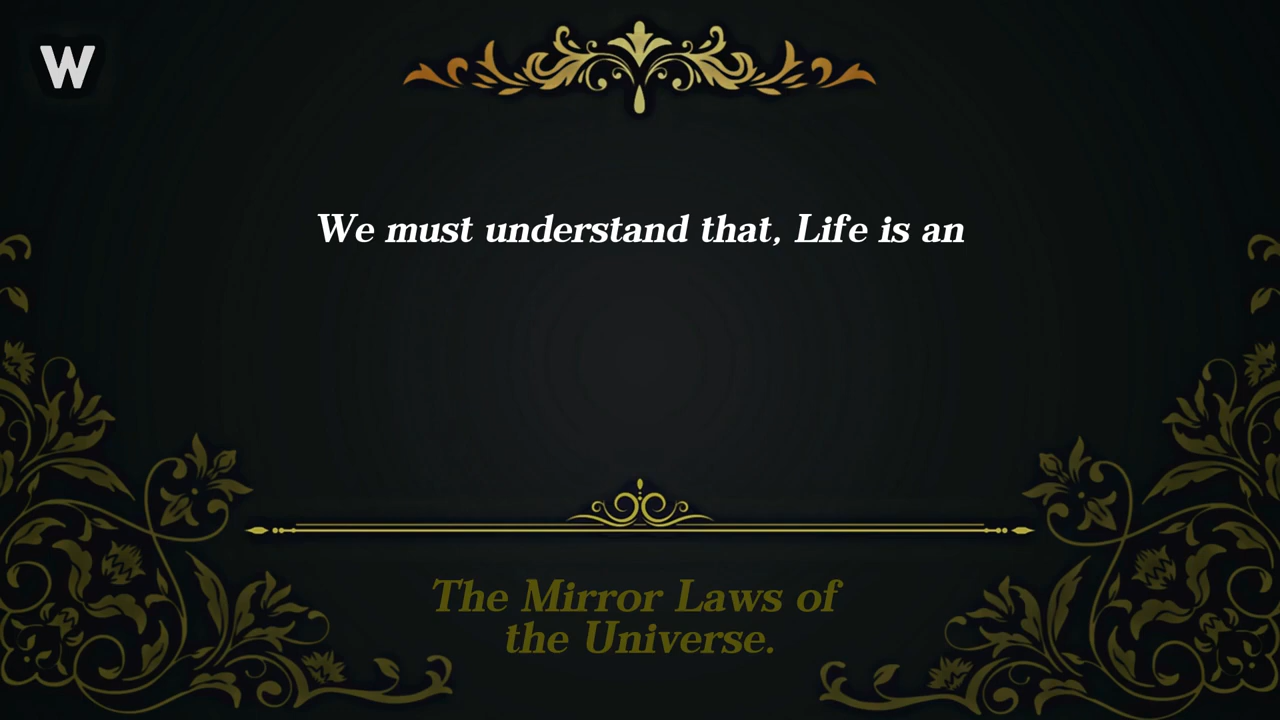 W
We must understand that, Life is an
The Mirror Laws of
the Universe.